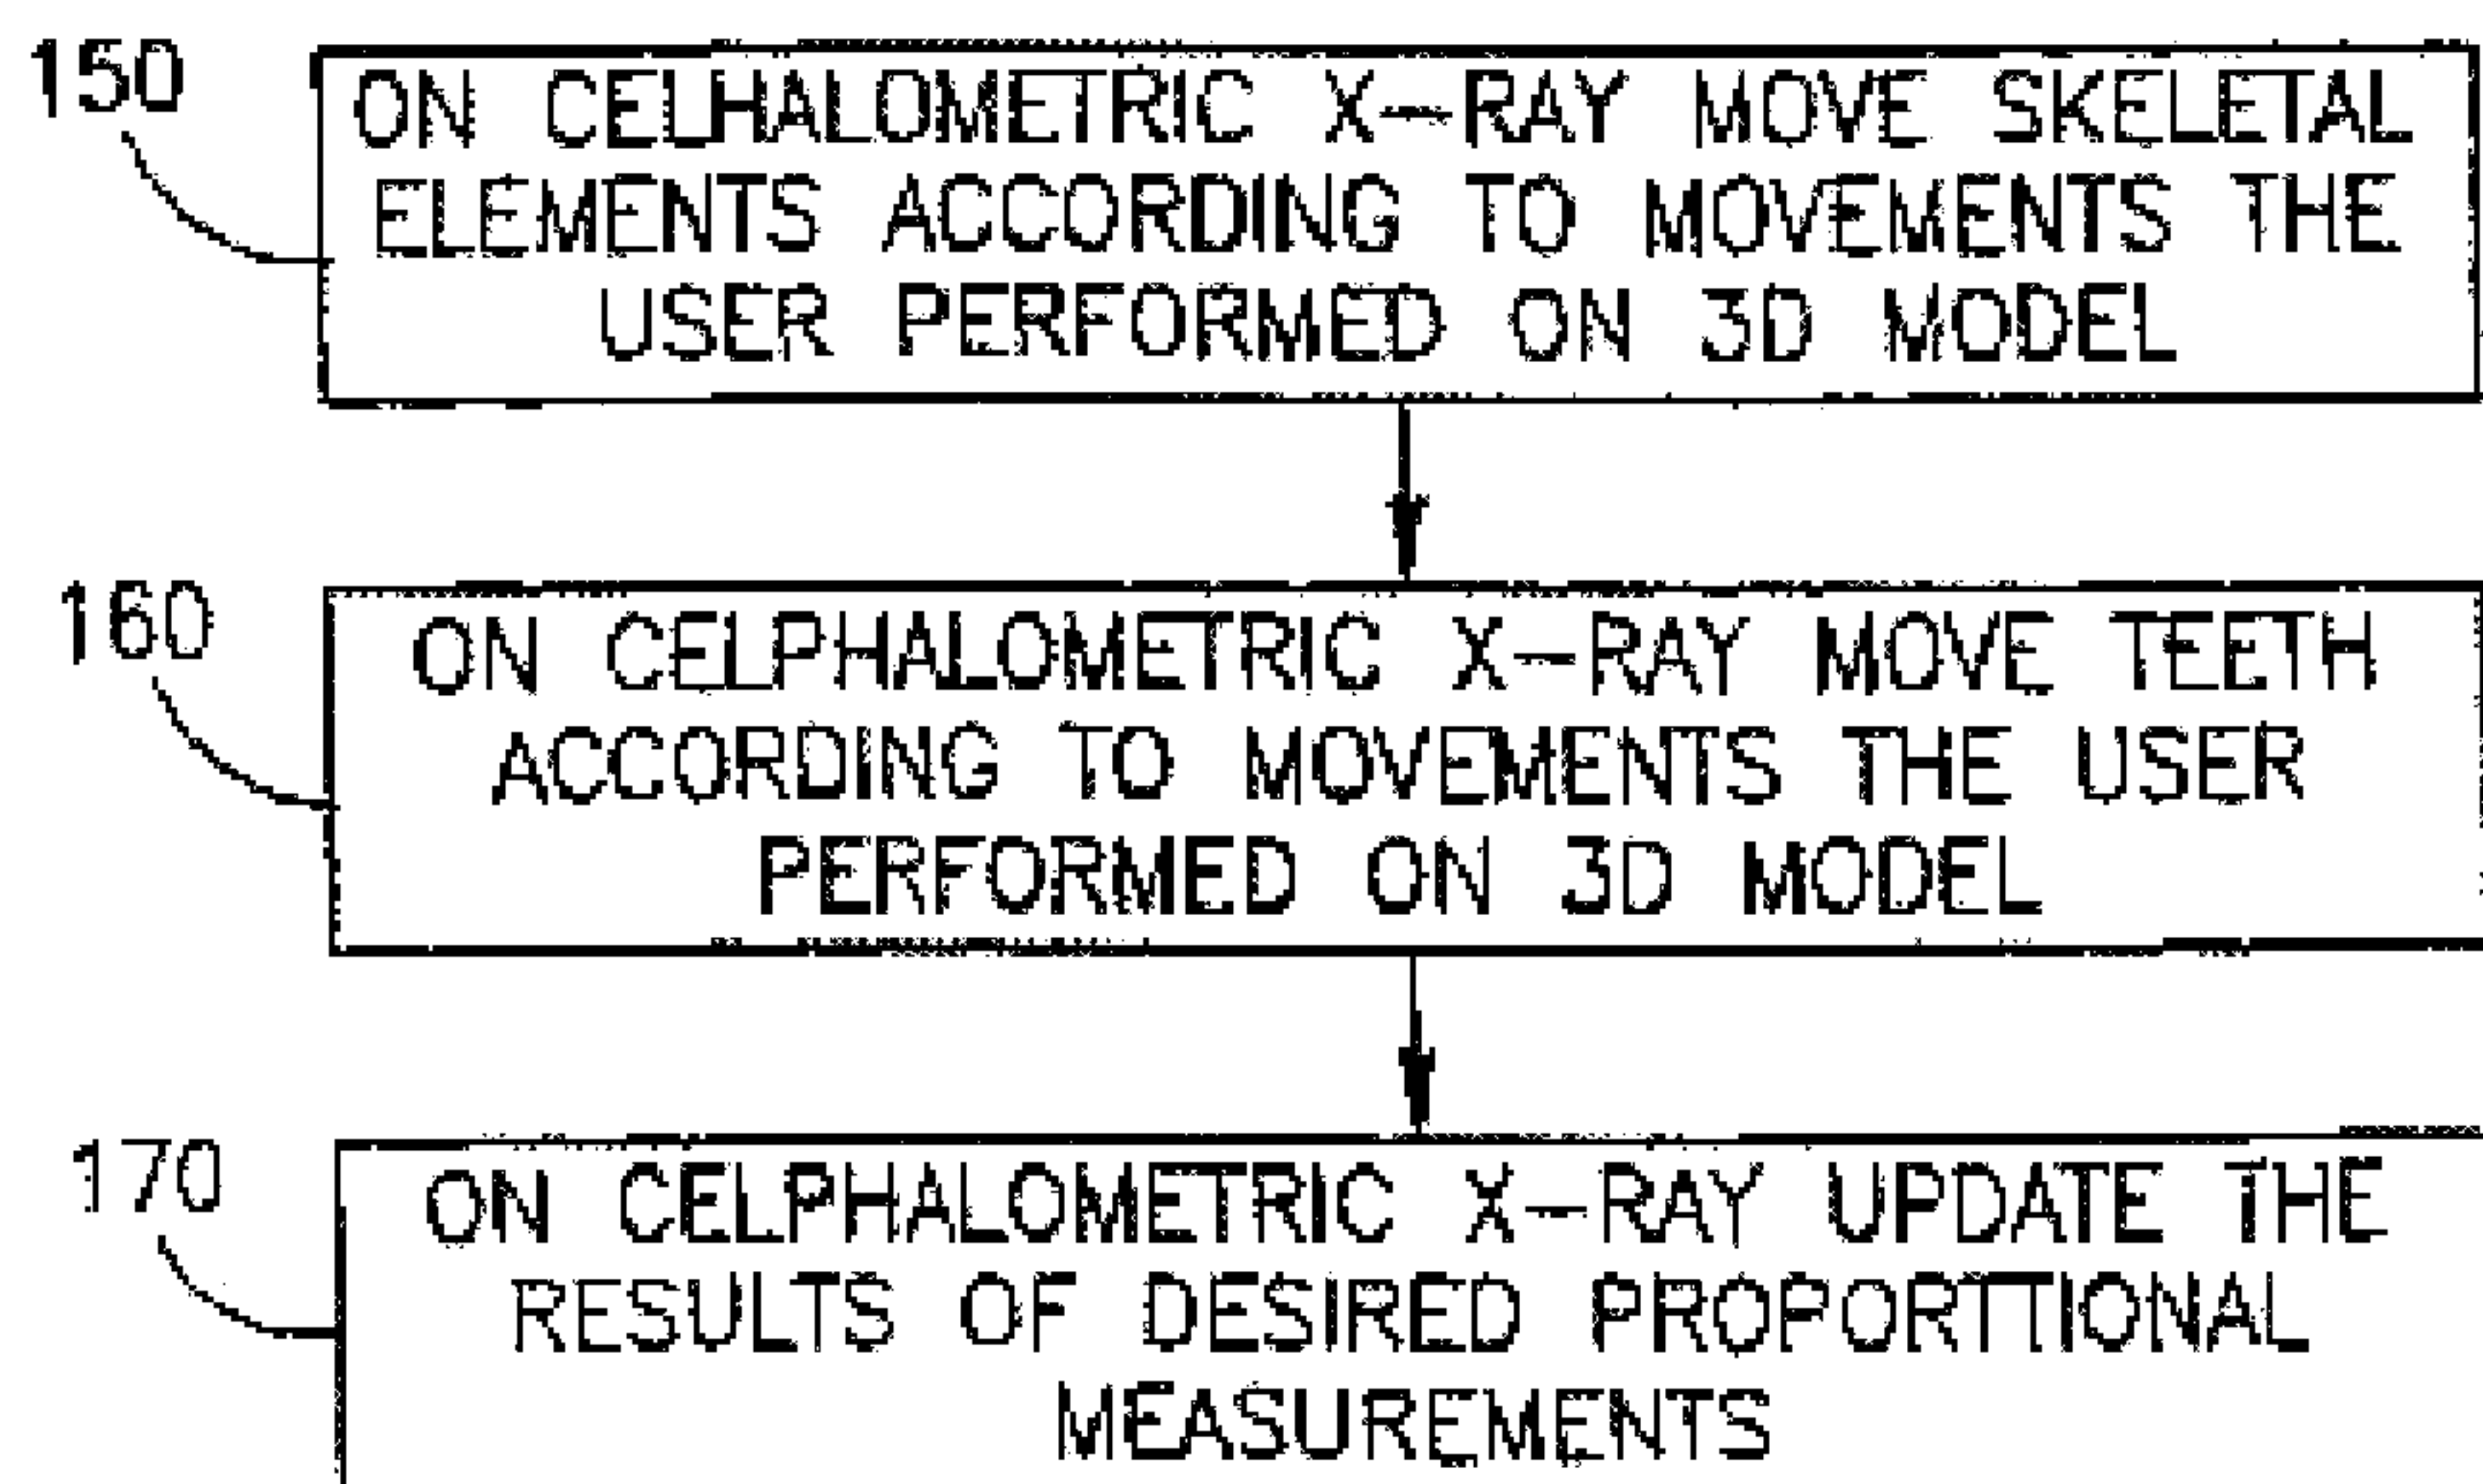 150
ON CELHALOMETRIC X-RAY MOVE SKELETAL
ELEMENTS ACCORDING TO MOVEMENTS THE
USER PERFORMED ON 3D MODEL
160
ON CELPHALOMETRIC X-RAY MOVE TEETH
ACCORDING TO MOVEMENTS THE USER
PERFORMED ON 3D MODEL
170
ON CELPHALOMETRIC X-RAY UPDATE THE
RESULTS OF DESIRED PROPORTIONAL
MEASUREMENTS